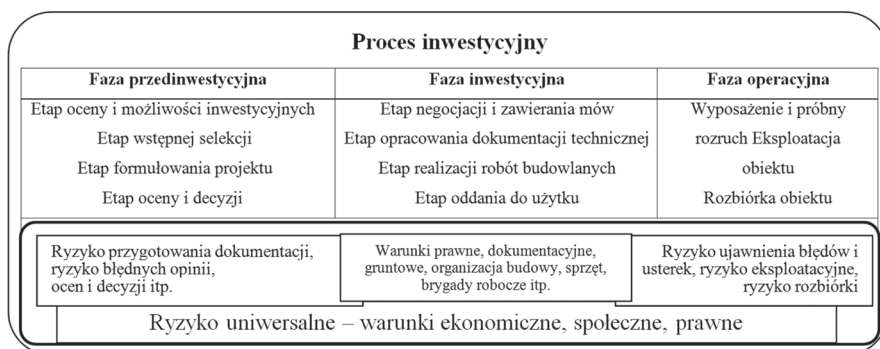 Proces inwestycyjny
Faza przedinwestycyjna
Etap oceny i możliwości inwestycyjnych
Etap wstępnej selekcji
Etap formułowania projektu
Etap oceny i decyzji
Faza inwestycyjna
Etap negocjacji i zawierania mów
Etap opracowania dokumentacji technicznej
Etap realizacji robót budowlanych
Etap oddania do użytku
Faza operacyjna
Wyposażenie i próbny
rozruch Eksploatacja
obiektu
Rozbiórka obiektu
Ryzyko przygotowania dokumentacji,
ryzyko błędnych opinii,
ocen i decyzji itp.
Warunki prawne, dokumentacyjne,
gruntowe, organizacja budowy, sprzęt,
brygady robocze itp.
Ryzyko ujawnienia błędów i
usterek, ryzyko eksploatacyjne,
ryzyko rozbiórki
Ryzyko uniwersalne – warunki ekonomiczne, społeczne, prawne